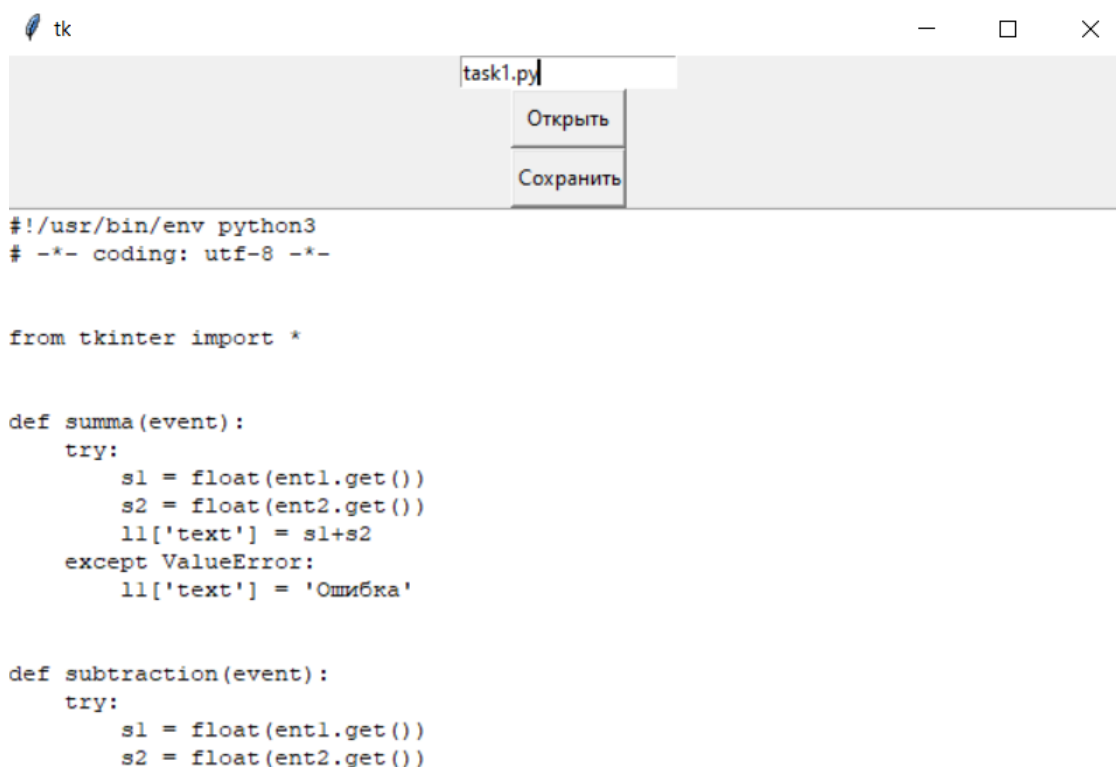 tk
task1.py
Открыть
Сохранить
#!/usr/bin/env python3
# -*- coding: utf-8 -*-
from tkinter import *
def summa(event):
    try:
        s1 = float(ent1.get())
        s2 = float(ent2.get())
        l1['text'] = s1+s2
    except ValueError:
        l1['text'] = 'Ошибка'
def subtraction(event):
    try:
        s1 = float(ent1.get())
        s2 = float(ent2.get())